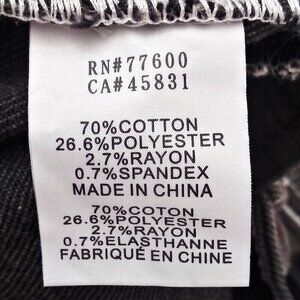 RN#77600
CA#45831
70%COTTON
26.6%POLYESTER
2.7%RAYON
0.7%SPANDEX
MADE IN CHINA
70%COTON
26.6%POLYESTER
2.7%RAYON
0.7%ELASTHANNE
FABRIQUÉ EN CHINE